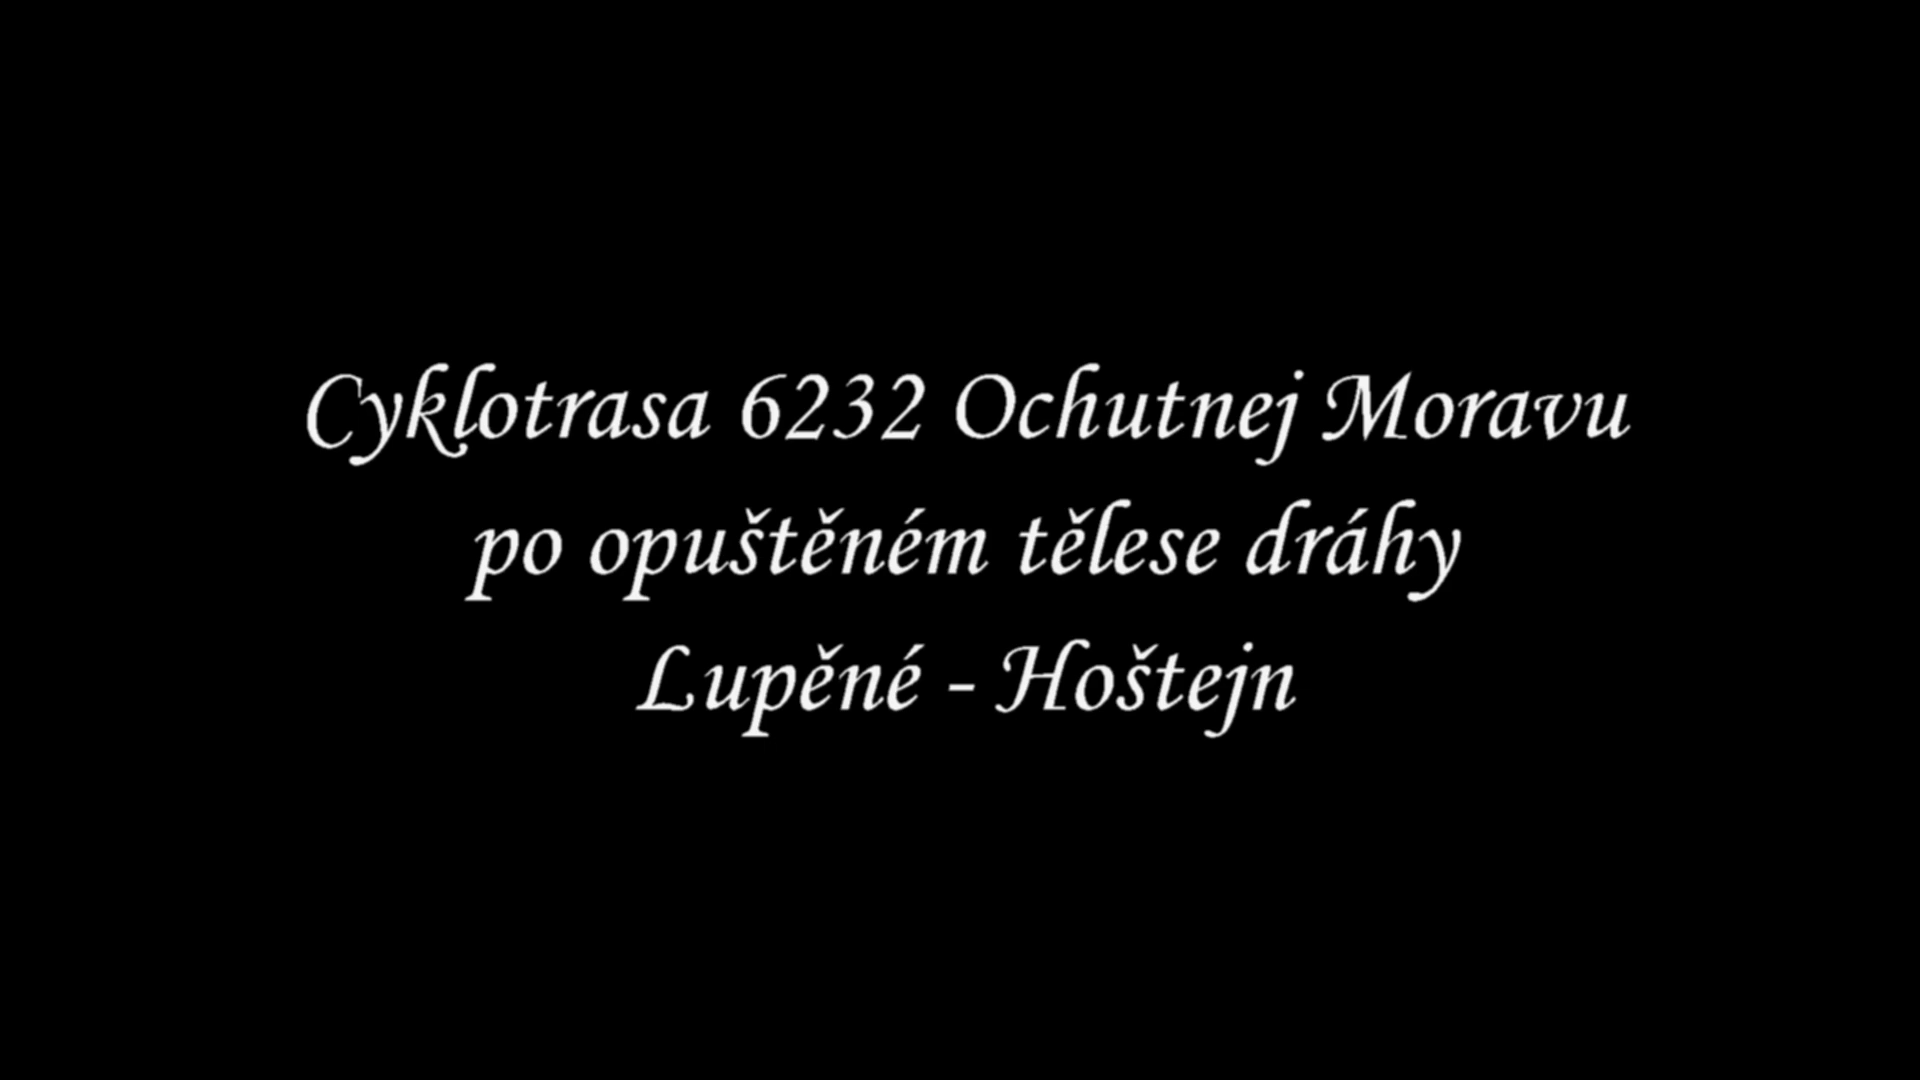 Cyklotrasa 6232 Ochutnej Moravu
po opuštěném tělese dráhy
Lupěné - Hoštejn